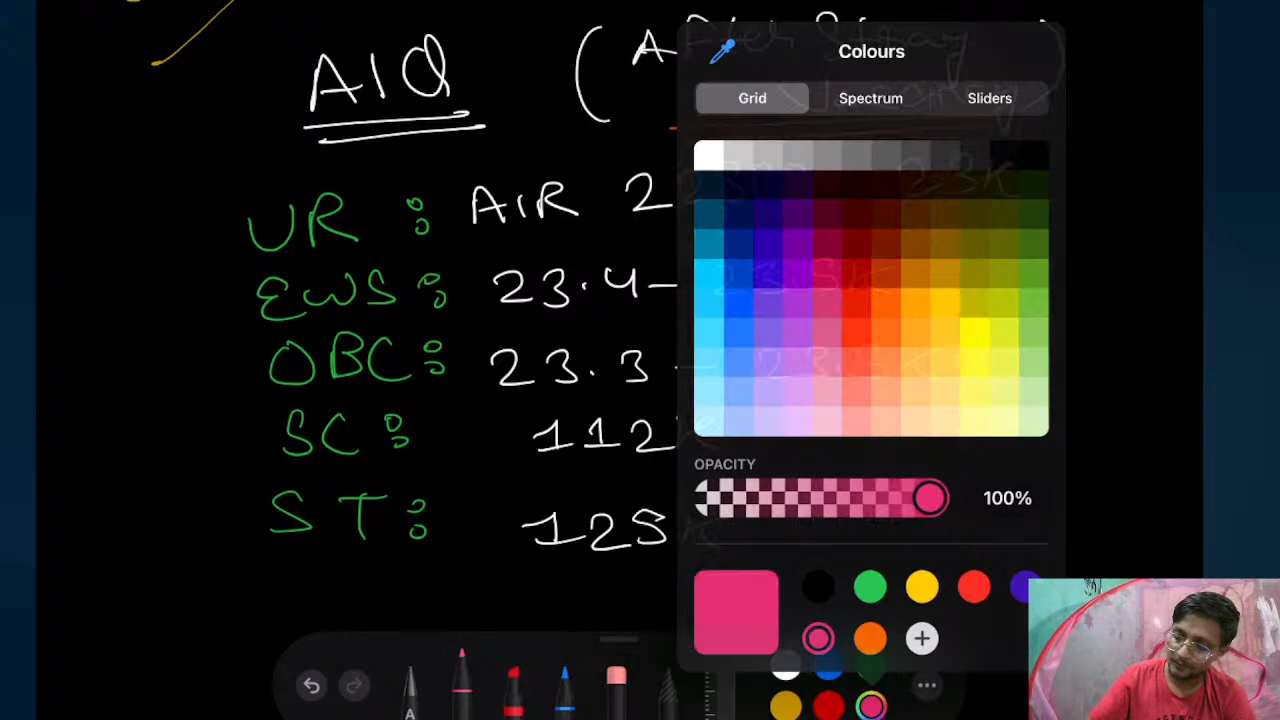 AIQ ( A
Colours
Grid Spectrum Sliders
UR : AIR 2 23K
EWS : 23.4-
OBC : 23.3 -
SC : 112
ST : 125
OPACITY
100%
A